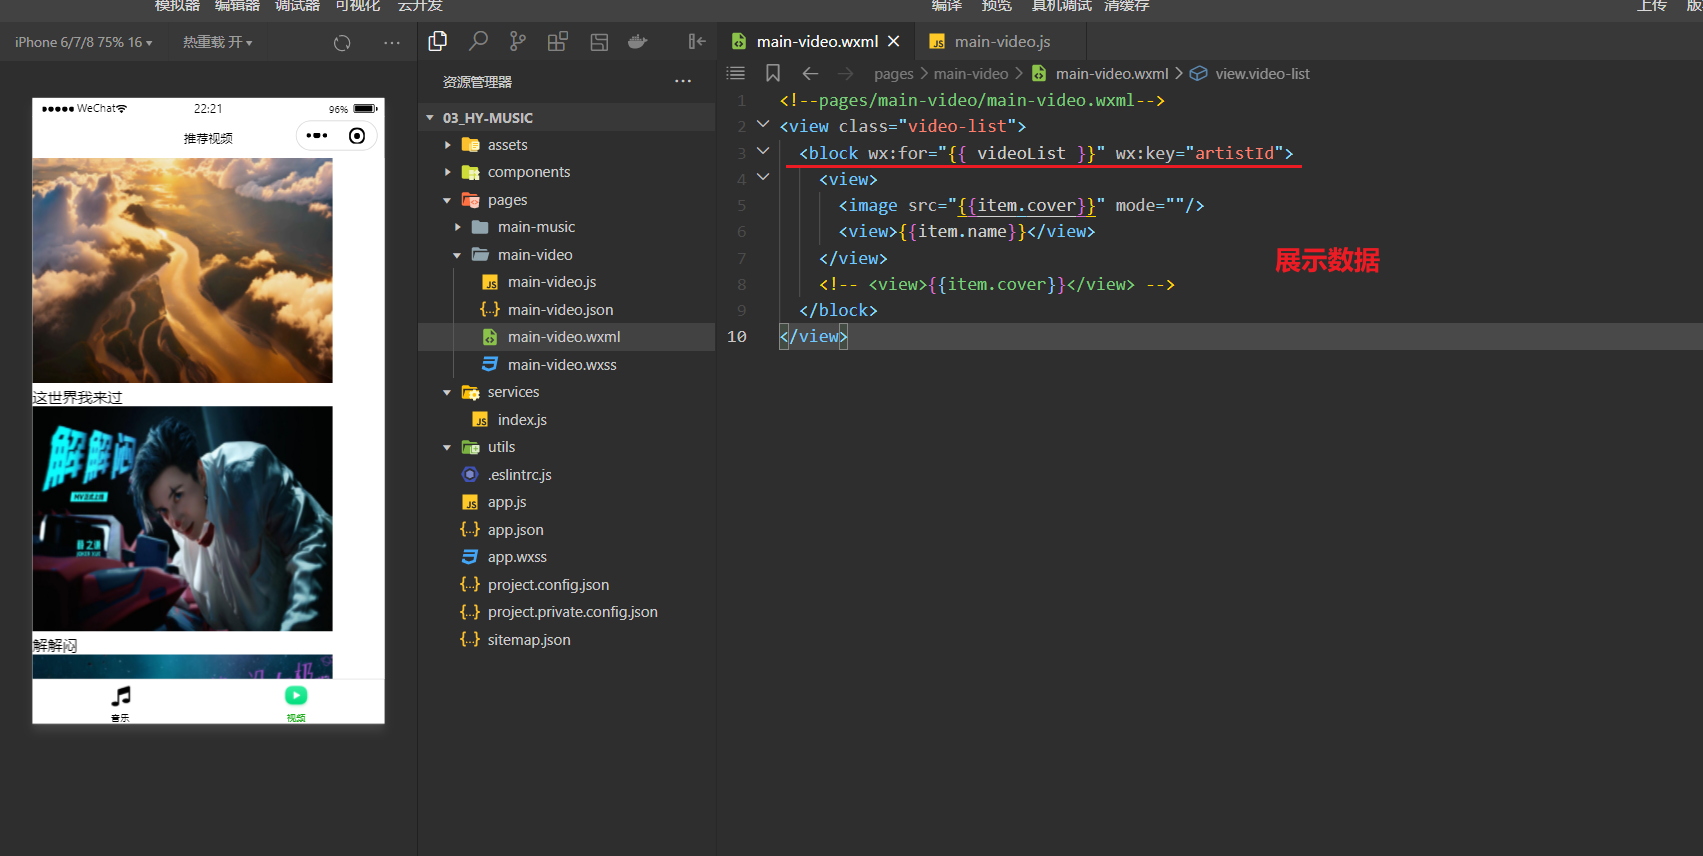 模拟器 编辑器 调试器 可视化 云开发
编译 预览 真机调试 清缓存
上传 版
iPhone 6/7/8 75% 16
热重载 开
WeChat
22:21
96%
推荐视频
这世界我来过
解解闷
解解闷
音乐
视频
资源管理器
03_HY-MUSIC
assets
components
pages
main-music
main-video
main-video.js
main-video.json
main-video.wxml
main-video.wxss
services
index.js
utils
.eslintrc.js
app.js
app.json
app.wxss
project.config.json
project.private.config.json
sitemap.json
main-video.wxml
main-video.js
pages > main-video > main-video.wxml > view.video-list
1 <!--pages/main-video/main-video.wxml-->
2 <view class="video-list">
3 <block wx:for="{{ videoList }}" wx:key="artistId">
4 <view>
5 <image src="{{item.cover}}" mode=""/>
6 <view>{{item.name}}</view>
7 </view>
8 <!-- <view>{{item.cover}}</view> -->
9 </block>
10 </view>
展示数据